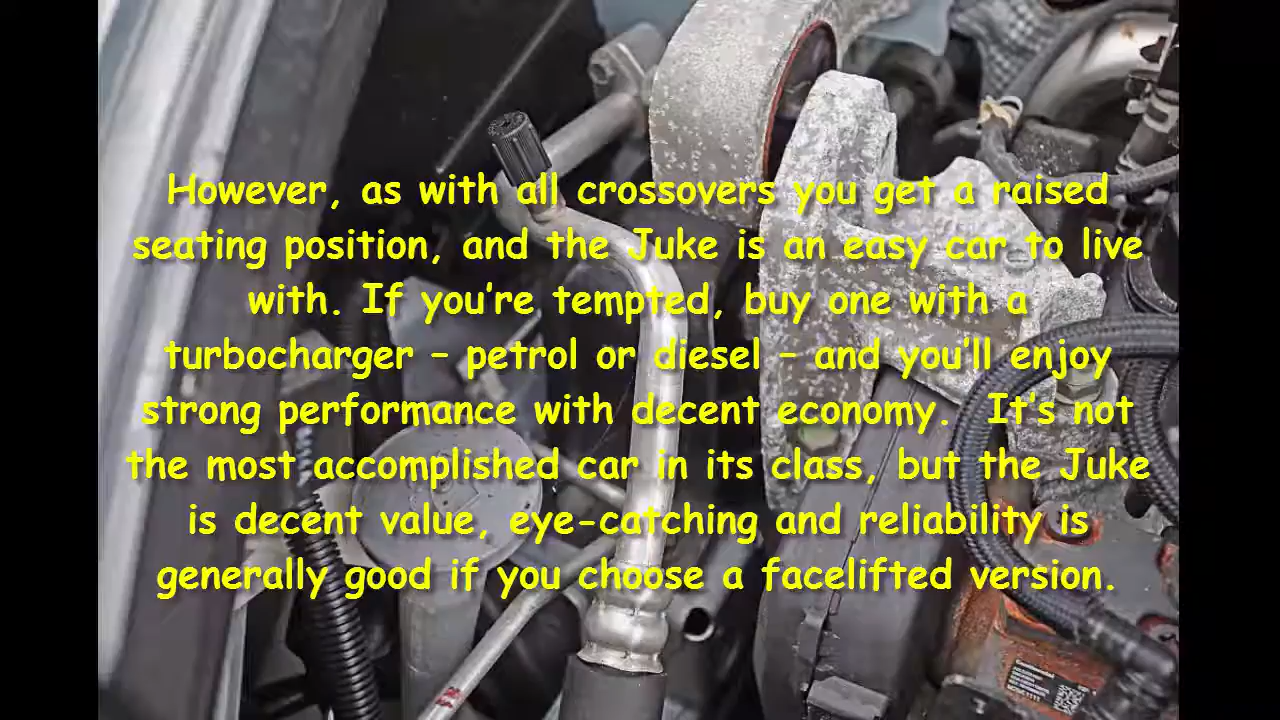 However, as with all crossovers you get a raised
seating position, and the Juke is an easy car to live
with. If you’re tempted, buy one with a
turbocharger – petrol or diesel – and you’ll enjoy
strong performance with decent economy.  It’s not
the most accomplished car in its class, but the Juke
is decent value, eye-catching and reliability is
generally good if you choose a facelifted version.